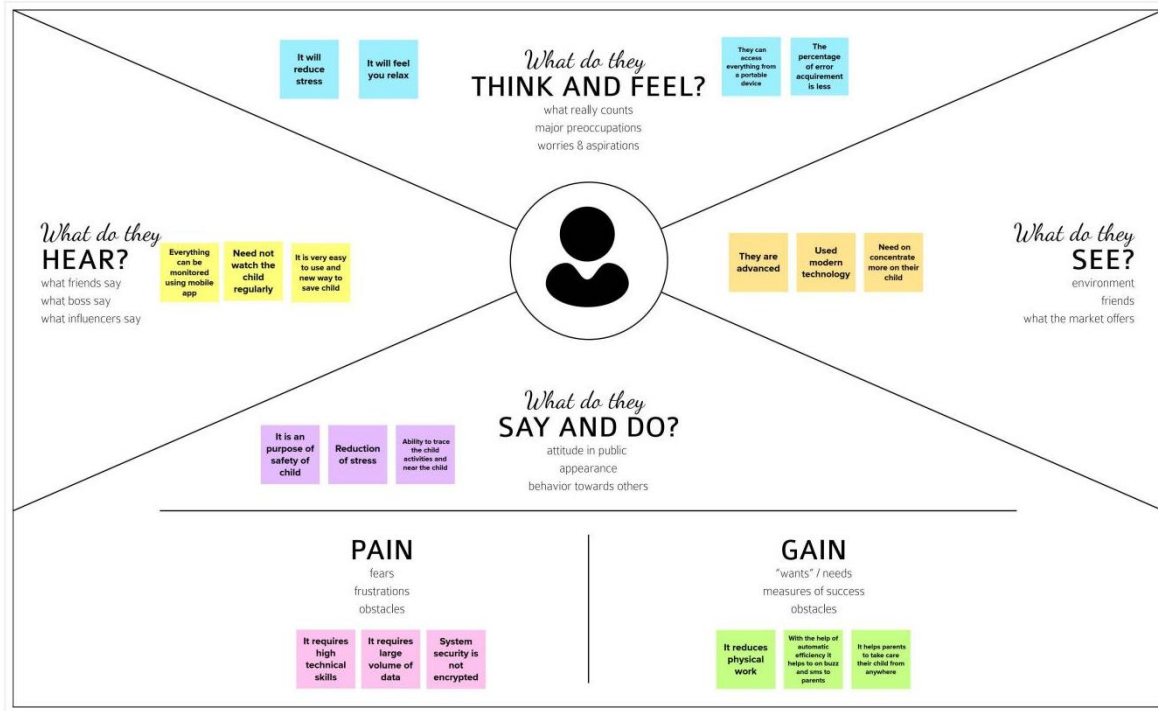 It will
reduce
stress
It will feel
you relax
What do they
THINK AND FEEL?
what really counts
major preoccupations
worries & aspirations
They can
access
everything from
a portable
device
The
percentage
of error
acquirement
is less
What do they
HEAR?
what friends say
what boss say
what influencers say
Everything
can be
monitored
using mobile
app
Need not
watch the
child
regularly
It is very easy
to use and
new way to
save child
They are
advanced
Used
modern
technology
Need on
concentrate
more on their
child
What do they
SEE?
environment
friends
what the market offers
What do they
SAY AND DO?
attitude in public
appearance
behavior towards others
It is an
purpose of
safety of
child
Reduction
of stress
Ability to trace
the child
activities and
near the child
PAIN
fears
frustrations
obstacles
It requires
high
technical
skills
It requires
large
volume of
data
System
security is
not
encrypted
GAIN
"wants" / needs
measures of success
obstacles
It reduces
physical
work
With the help of
automatic
efficiency it
helps to on buzz
and sms to
parents
It helps parents
to take care
their child from
anywhere